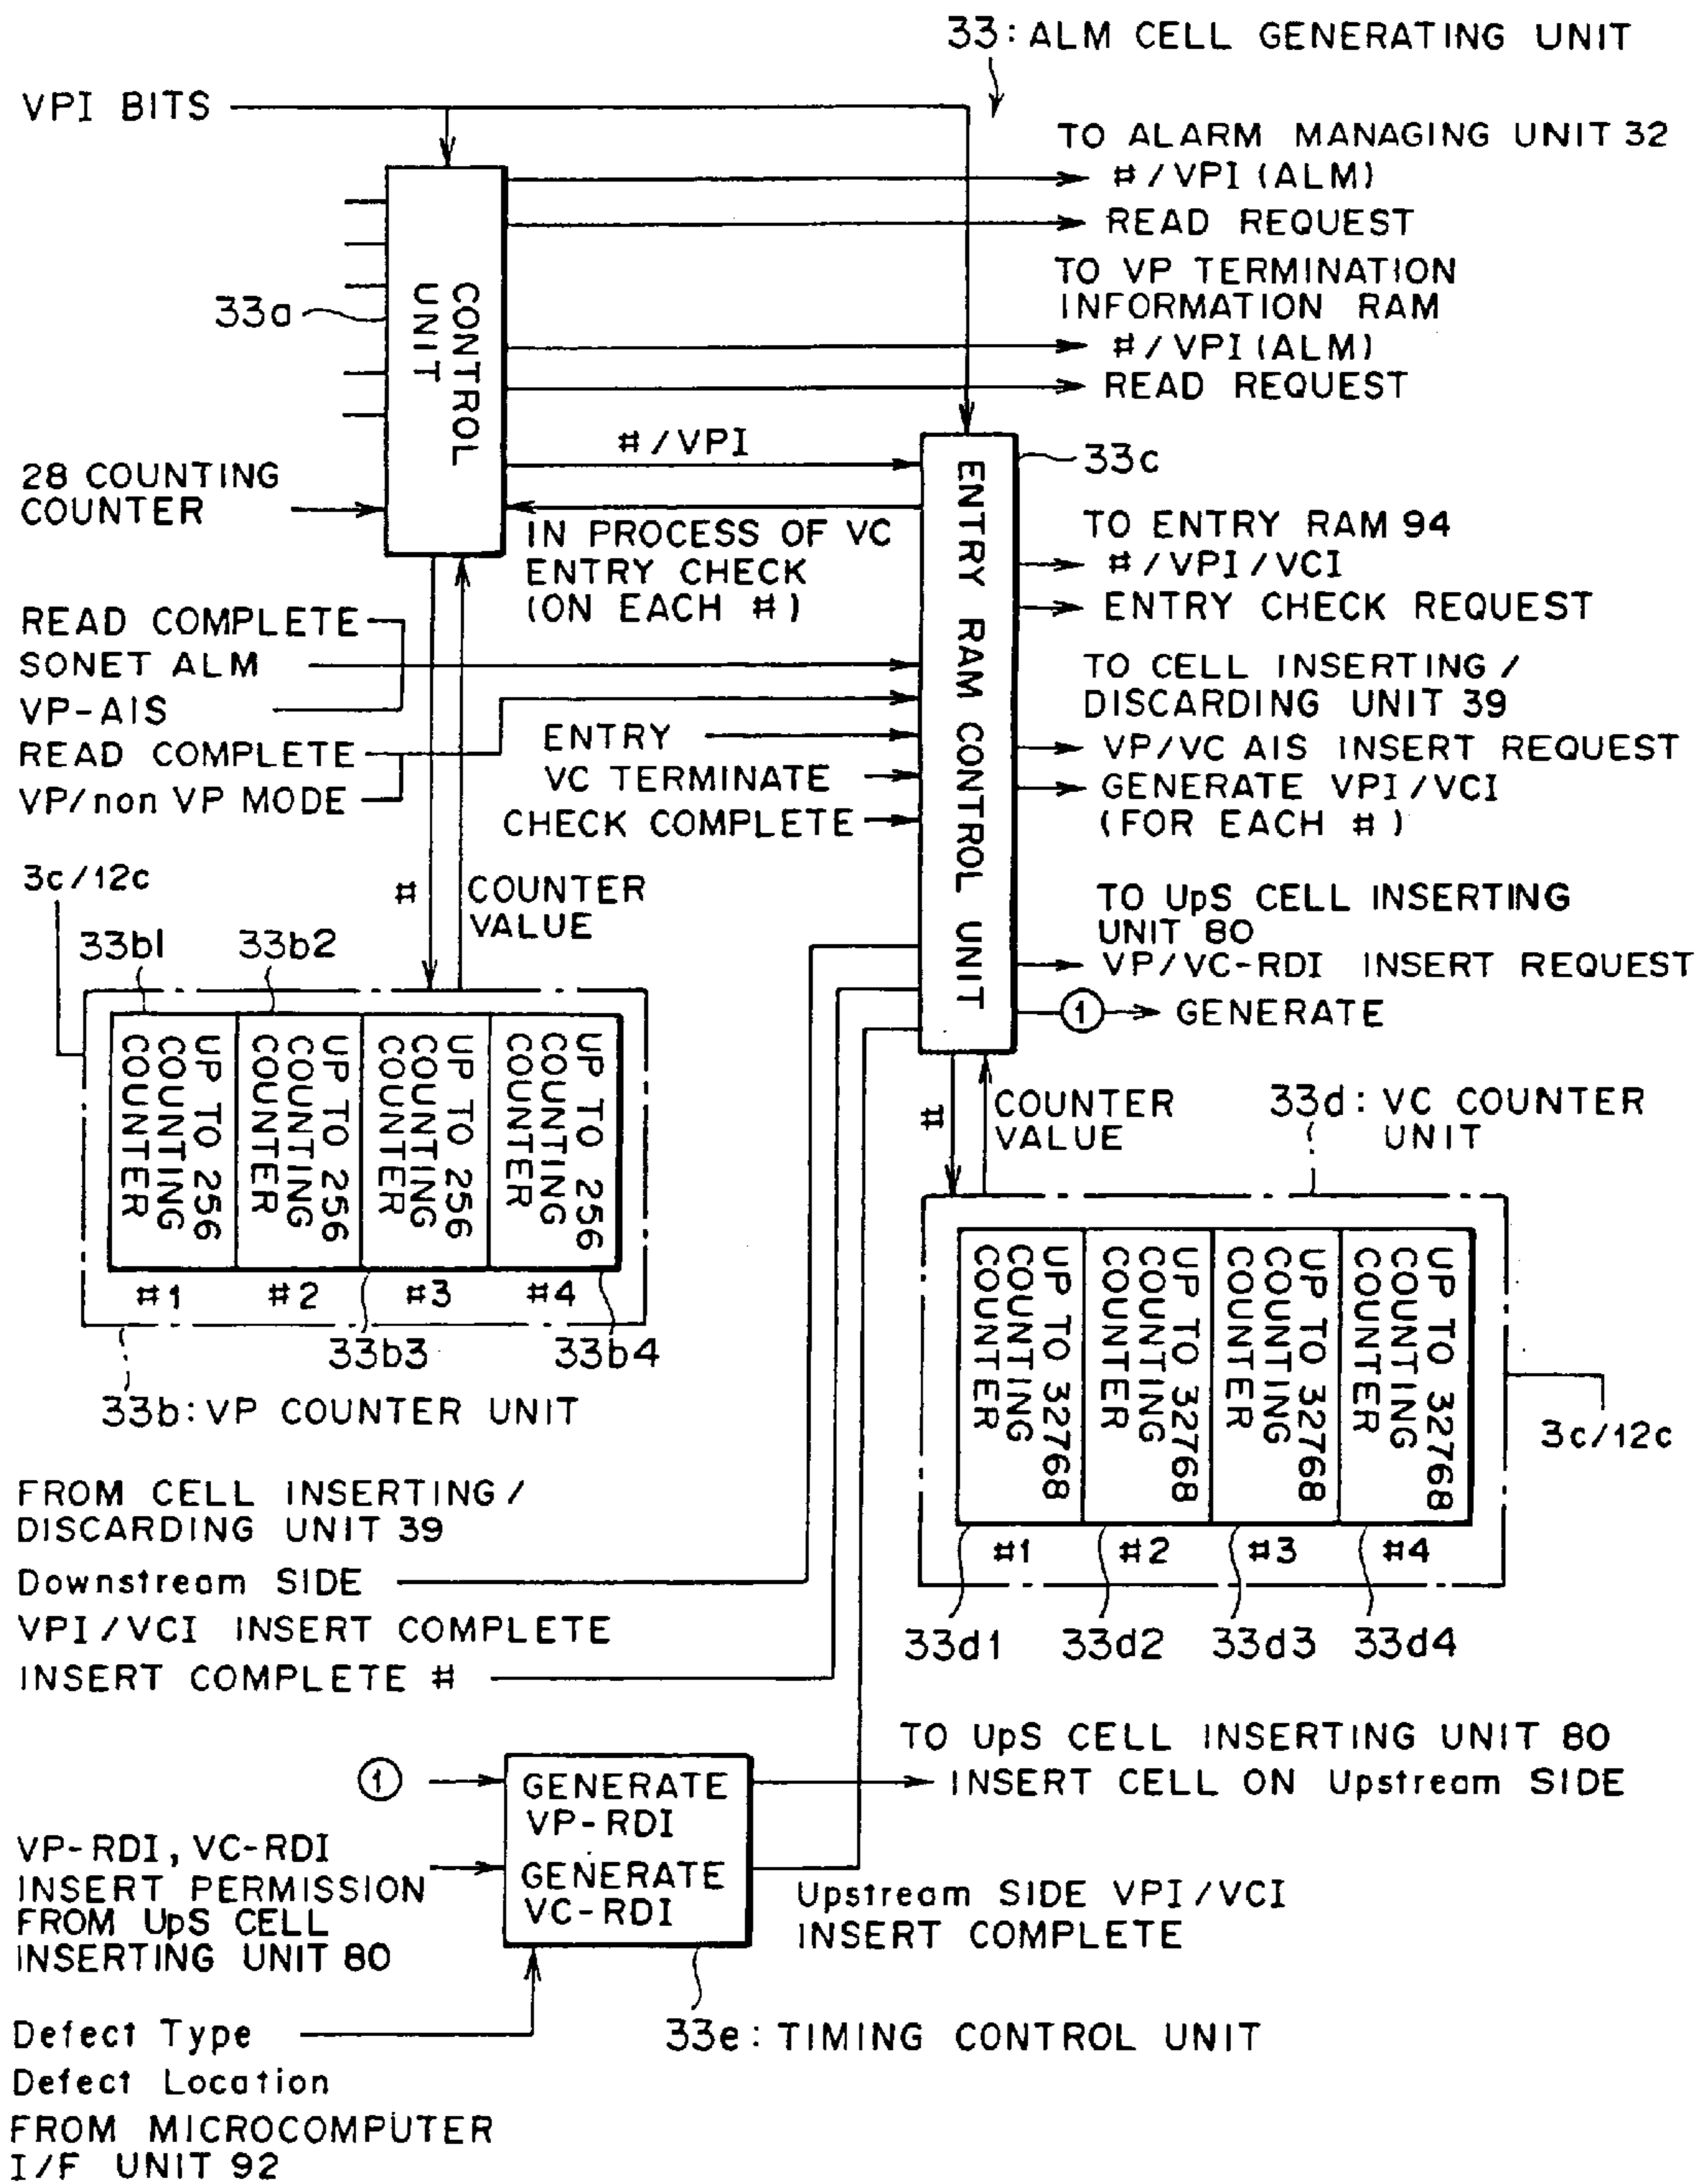 33: ALM CELL GENERATING UNIT
VPI BITS
TO ALARM MANAGING UNIT 32
#/VPI (ALM)
READ REQUEST
TO VP TERMINATION
INFORMATION RAM
#/VPI (ALM)
READ REQUEST
33a
CONTROL
UNIT
#/VPI
33c
28 COUNTING
COUNTER
IN PROCESS OF VC
ENTRY CHECK
(ON EACH #)
ENTRY RAM CONTROL UNIT
TO ENTRY RAM 94
#/VPI/VCI
ENTRY CHECK REQUEST
READ COMPLETE
SONET ALM
VP-AIS
READ COMPLETE
VP/non VP MODE
ENTRY
VC TERMINATE
CHECK COMPLETE
TO CELL INSERTING/
DISCARDING UNIT 39
VP/VC AIS INSERT REQUEST
GENERATE VPI/VCI
(FOR EACH #)
3c/12c
#
COUNTER
VALUE
TO UpS CELL INSERTING
UNIT 80
VP/VC-RDI INSERT REQUEST
① GENERATE
33b1
33b2
UP TO 256
COUNTING
COUNTER
UP TO 256
COUNTING
COUNTER
UP TO 256
COUNTING
COUNTER
UP TO 256
COUNTING
COUNTER
#1 #2 #3 #4
33b3
33b4
33b: VP COUNTER UNIT
#
COUNTER
VALUE
33d: VC COUNTER
UNIT
UP TO 32768
COUNTING
COUNTER
UP TO 32768
COUNTING
COUNTER
UP TO 32768
COUNTING
COUNTER
UP TO 32768
COUNTING
COUNTER
#1 #2 #3 #4
3c/12c
33d1 33d2 33d3 33d4
FROM CELL INSERTING/
DISCARDING UNIT 39
Downstream SIDE
VPI/VCI INSERT COMPLETE
INSERT COMPLETE #
TO UpS CELL INSERTING UNIT 80
INSERT CELL ON Upstream SIDE
①
GENERATE
VP-RDI
GENERATE
VC-RDI
VP-RDI, VC-RDI
INSERT PERMISSION
FROM UpS CELL
INSERTING UNIT 80
Upstream SIDE VPI/VCI
INSERT COMPLETE
33e: TIMING CONTROL UNIT
Defect Type
Defect Location
FROM MICROCOMPUTER
I/F UNIT 92